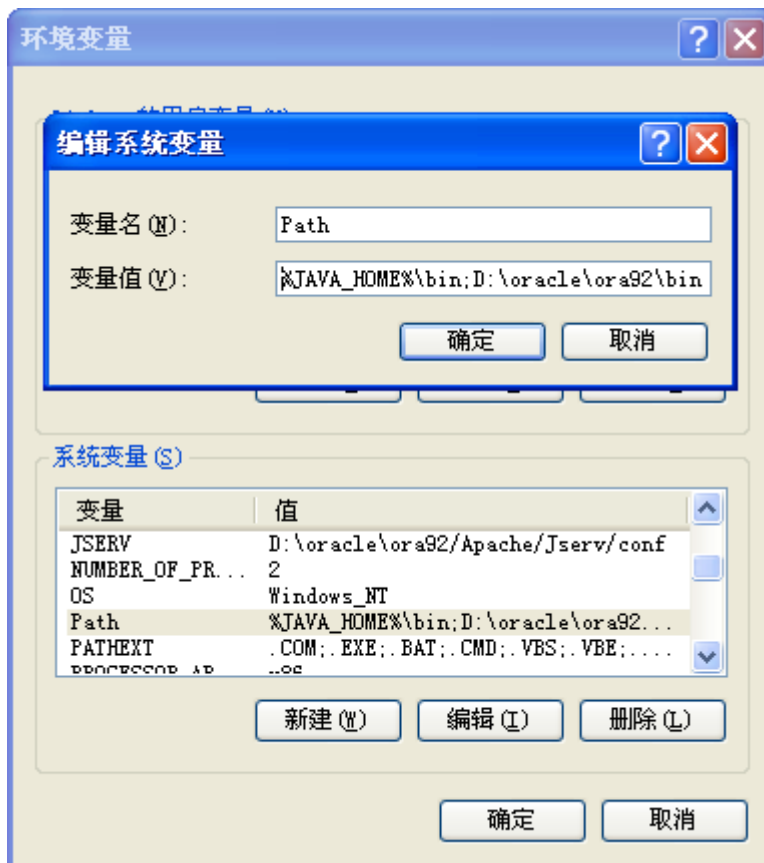 环境变量
编辑系统变量
变量名(N):
Path
变量值(V):
%JAVA_HOME%\bin;D:\oracle\ora92\bin
确定
取消
系统变量(S)
变量
值
JSERV
D:\oracle\ora92/Apache/Jserv/conf
NUMBER_OF_PR...
2
OS
Windows_NT
Path
%JAVA_HOME%\bin;D:\oracle\ora92...
PATHEXT
.COM;.EXE;.BAT;.CMD;.VBS;.VBE;....
新建(W)
编辑(I)
删除(L)
确定
取消